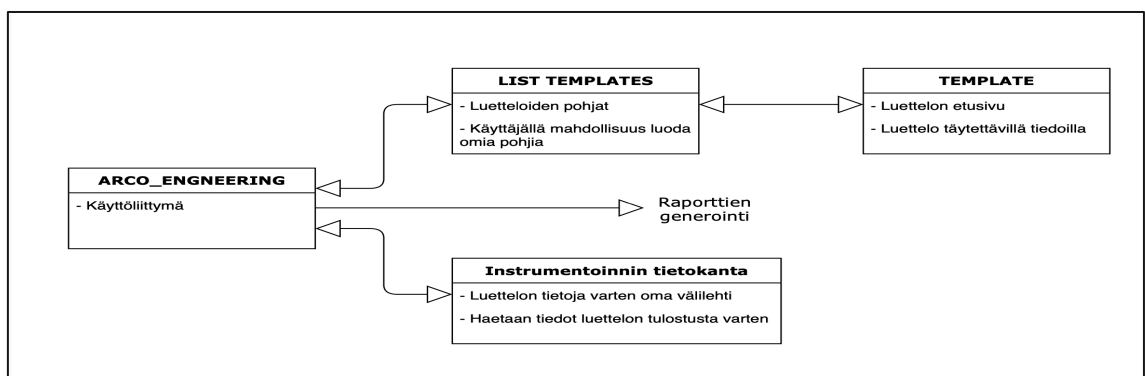 LIST TEMPLATES
- Luetteloiden pohjat
- Käyttäjällä mahdollisuus luoda
omia pohjia
TEMPLATE
- Luettelon etusivu
- Luettelo täytettävillä tiedoilla
ARCO_ENGNEERING
- Käyttöliittymä
Raporttien
generointi
Instrumentoinnin tietokanta
- Luettelon tietoja varten oma välilehti
- Haetaan tiedot luettelon tulostusta varten